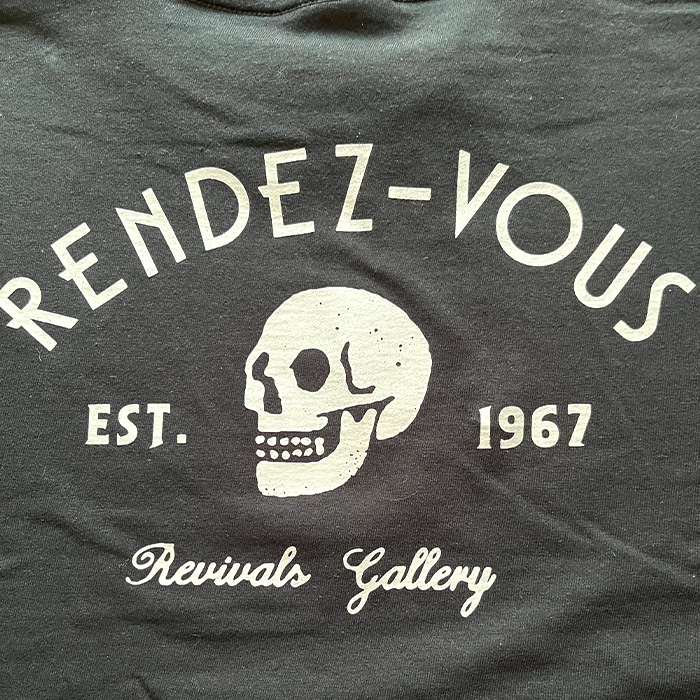 RENDEZ-VOUS
EST. 1967
Revivals Gallery